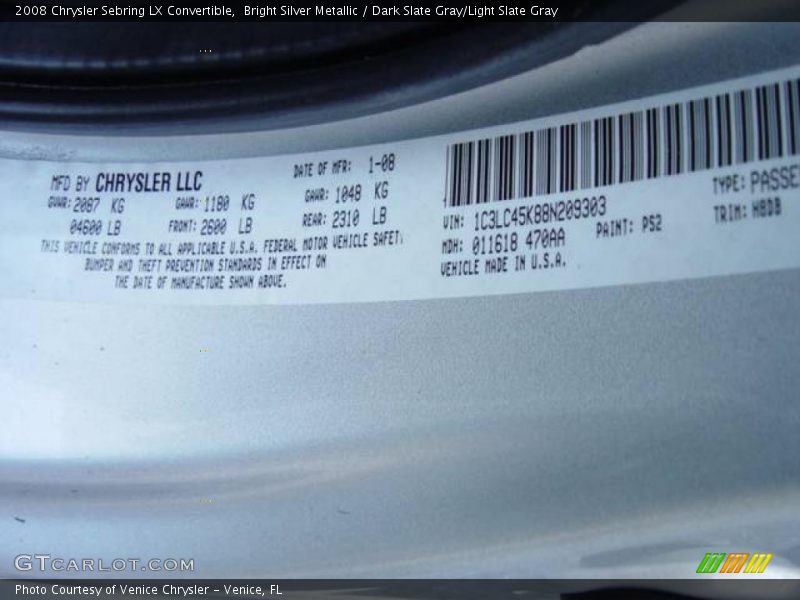 2008 Chrysler Sebring LX Convertible,  Bright Silver Metallic / Dark Slate Gray/Light Slate Gray
MFD BY CHRYSLER LLC
DATE OF MFR: 1-08
GVWR: 2087 KG GAWR: 1180 KG GAWR: 1048 KG
04600 LB FRONT: 2600 LB REAR: 2310 LB
THIS VEHICLE CONFORMS TO ALL APPLICABLE U.S.A. FEDERAL MOTOR VEHICLE SAFETY
BUMPER AND THEFT PREVENTION STANDARDS IN EFFECT ON
THE DATE OF MANUFACTURE SHOWN ABOVE.
VIN: 1C3LC45K88N209303 TYPE: PASSE
MDH: 011618 470AA PAINT: PS2 TRIM: H8DB
VEHICLE MADE IN U.S.A.
GTCARLOT.COM
Photo Courtesy of Venice Chrysler – Venice, FL